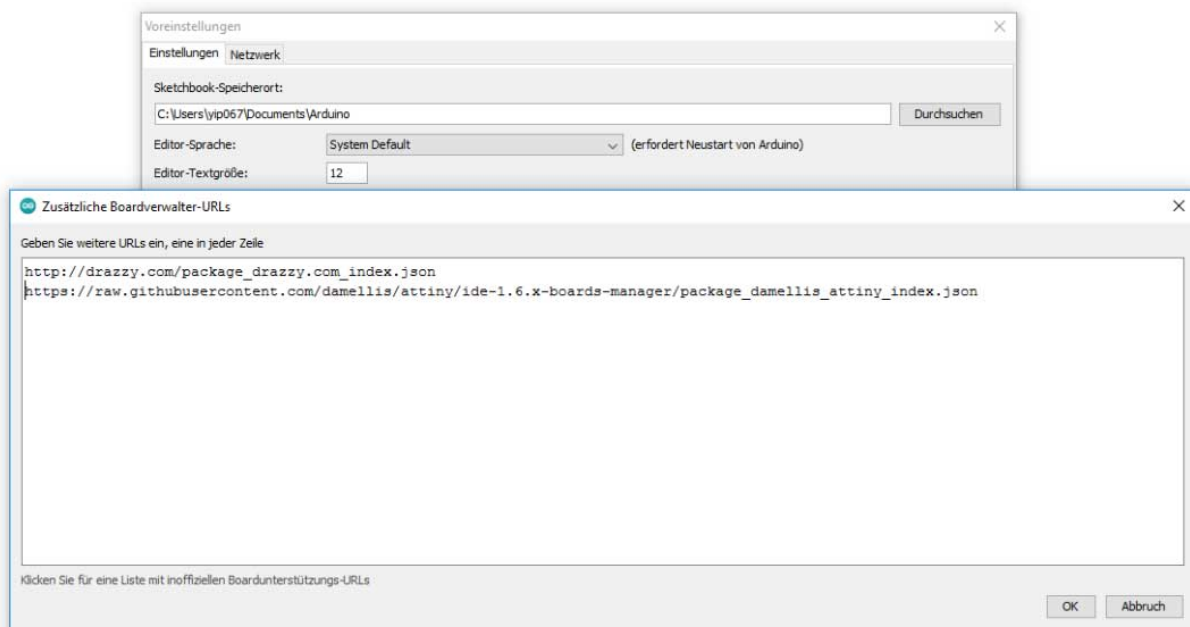 Voreinstellungen
Einstellungen Netzwerk
Sketchbook-Speicherort:
C:\Users\yip067\Documents\Arduino Durchsuchen
Editor-Sprache: System Default (erfordert Neustart von Arduino)
Editor-Textgröße: 12
Zusätzliche Boardverwalter-URLs
Geben Sie weitere URLs ein, eine in jeder Zeile
http://drazzy.com/package_drazzy.com_index.json
https://raw.githubusercontent.com/damellis/attiny/ide-1.6.x-boards-manager/package_damellis_attiny_index.json
Klicken Sie für eine Liste mit inoffiziellen Boardunterstützungs-URLs
OK Abbruch